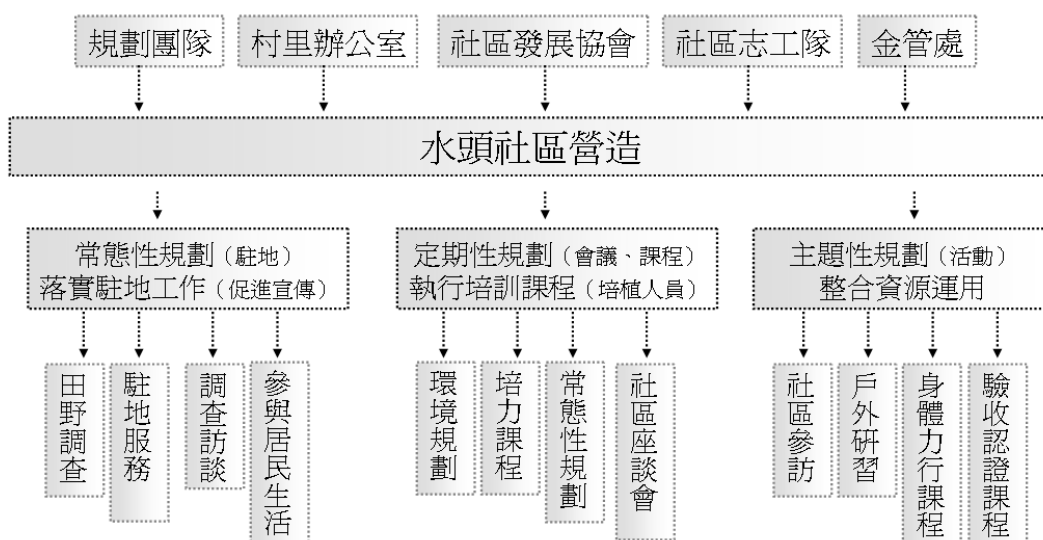 規劃團隊
村里辦公室
社區發展協會
社區志工隊
金管處
水頭社區營造
常態性規劃（駐地）
落實駐地工作（促進宣傳）
定期性規劃（會議、課程）
執行培訓課程（培植人員）
主題性規劃（活動）
整合資源運用
田野調查
駐地服務
調查訪談
參與居民生活
環境規劃
培力課程
常態性規劃
社區座談會
社區參訪
戶外研習
身體力行課程
驗收認證課程